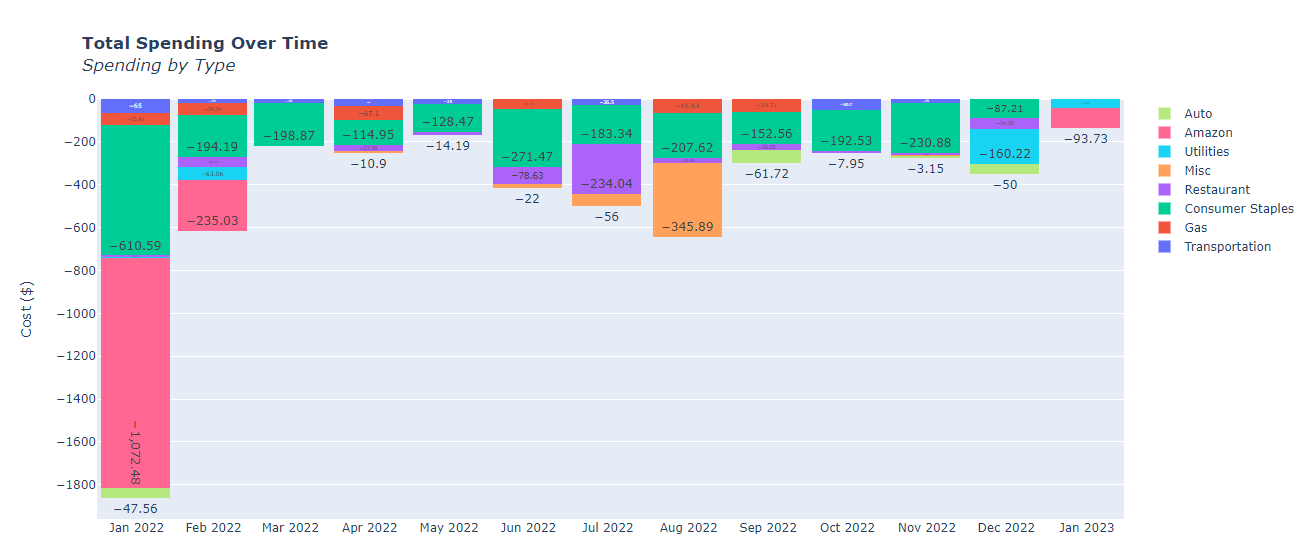 Total Spending Over Time
Spending by Type
Cost ($)
0
−200
−400
−600
−800
−1000
−1200
−1400
−1600
−1800
−65
−610.59
−1,072.48
−47.56
−194.19
−63.06
−235.03
−198.87
−67.1
−114.95
−10.9
−128.47
−14.19
−271.47
−78.63
−22
−26.5
−183.34
−234.04
−56
−207.62
−345.89
−152.56
−61.72
−192.53
−7.95
−230.88
−3.15
−87.21
−160.22
−50
−93.73
Jan 2022
Feb 2022
Mar 2022
Apr 2022
May 2022
Jun 2022
Jul 2022
Aug 2022
Sep 2022
Oct 2022
Nov 2022
Dec 2022
Jan 2023
Auto
Amazon
Utilities
Misc
Restaurant
Consumer Staples
Gas
Transportation